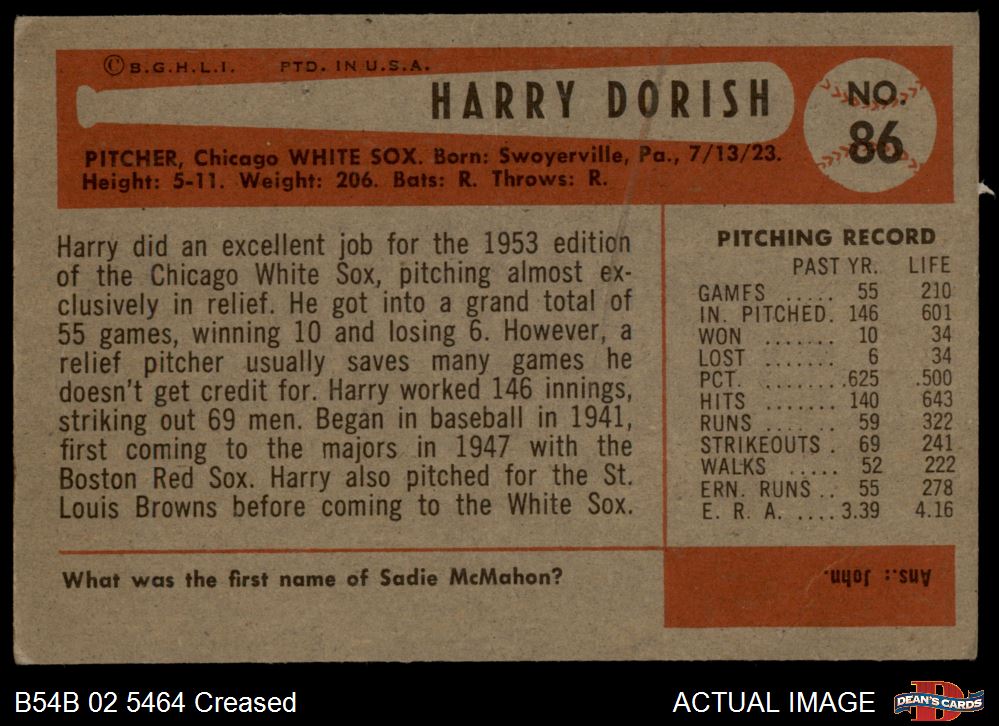 © B.G.H.L.I. PTD. IN U.S.A.
HARRY DORISH
NO.
86
PITCHER, Chicago WHITE SOX. Born: Swoyerville, Pa., 7/13/23.
Height: 5-11. Weight: 206. Bats: R. Throws: R.
Harry did an excellent job for the 1953 edition
of the Chicago White Sox, pitching almost ex-
clusively in relief. He got into a grand total of
55 games, winning 10 and losing 6. However, a
relief pitcher usually saves many games he
doesn't get credit for. Harry worked 146 innings,
striking out 69 men. Began in baseball in 1941,
first coming to the majors in 1947 with the
Boston Red Sox. Harry also pitched for the St.
Louis Browns before coming to the White Sox.
PITCHING RECORD
PAST YR. LIFE
GAMES ..... 55 210
IN. PITCHED. 146 601
WON ....... 10 34
LOST ....... 6 34
PCT. ....... .625 .500
HITS ....... 140 643
RUNS ....... 59 322
STRIKEOUTS . 69 241
WALKS ..... 52 222
ERN. RUNS .. 55 278
E. R. A. .... 3.39 4.16
What was the first name of Sadie McMahon?
Ans.: John.
B54B 02 5464 Creased
ACTUAL IMAGE
D
DEAN'S CARDS